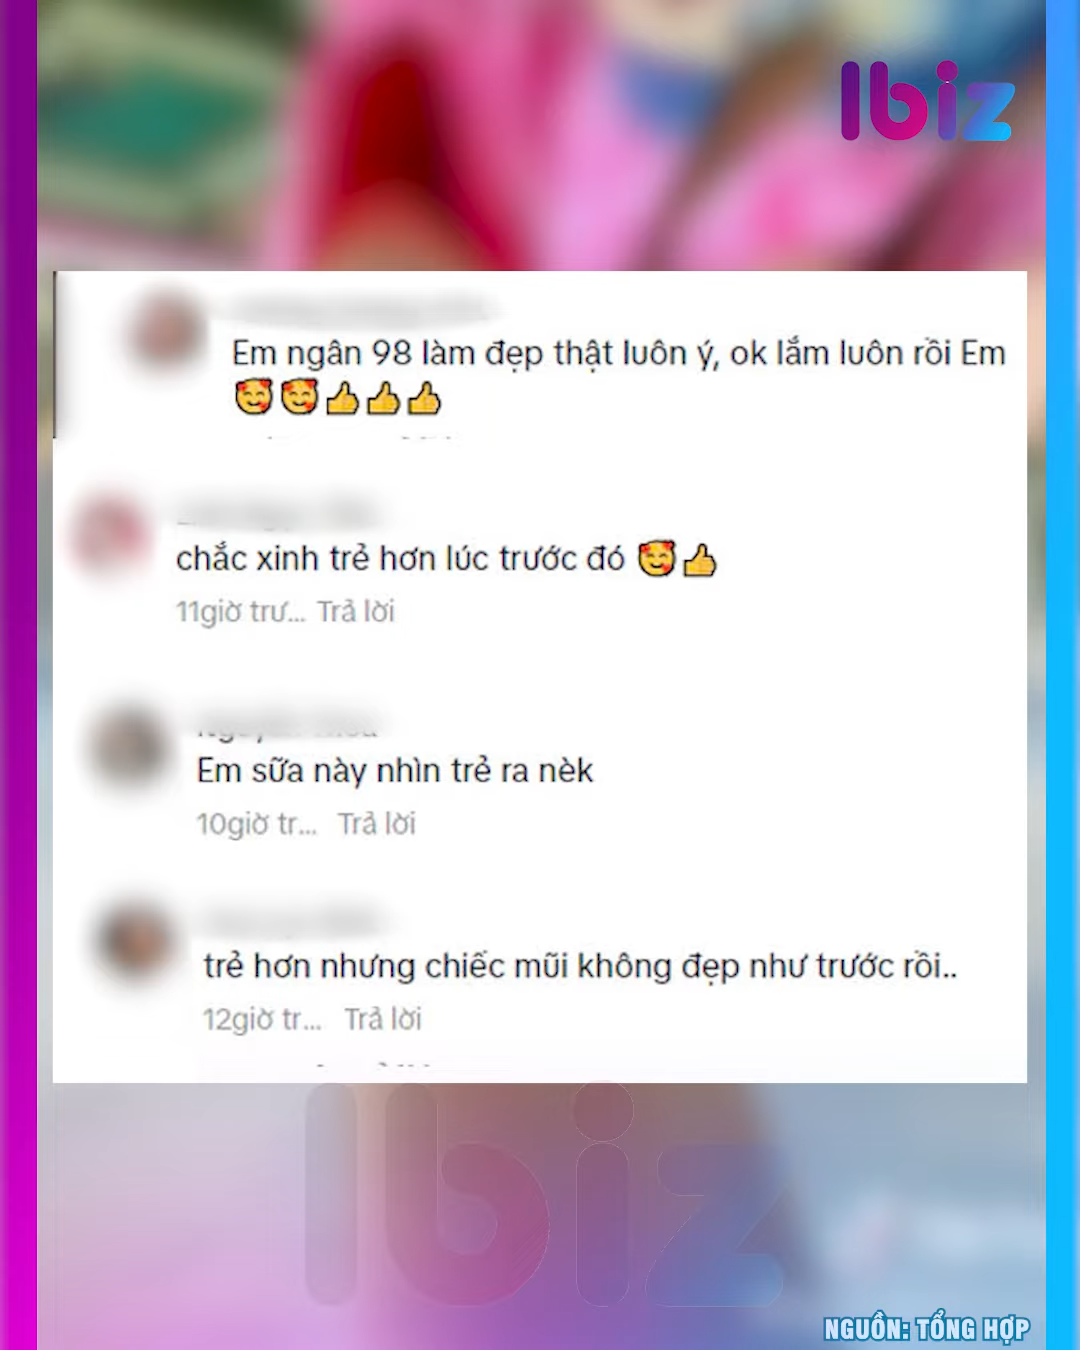 lbiz
Em ngân 98 làm đẹp thật luôn ý, ok lắm luôn rồi Em
🥰🥰👍👍👍
chắc xinh trẻ hơn lúc trước đó 🥰👍
11giờ trư... Trả lời
Em sữa này nhìn trẻ ra nèk
10giờ tr... Trả lời
trẻ hơn nhưng chiếc mũi không đẹp như trước rồi..
12giờ tr... Trả lời
lbiz
NGUỒN: TỔNG HỢP